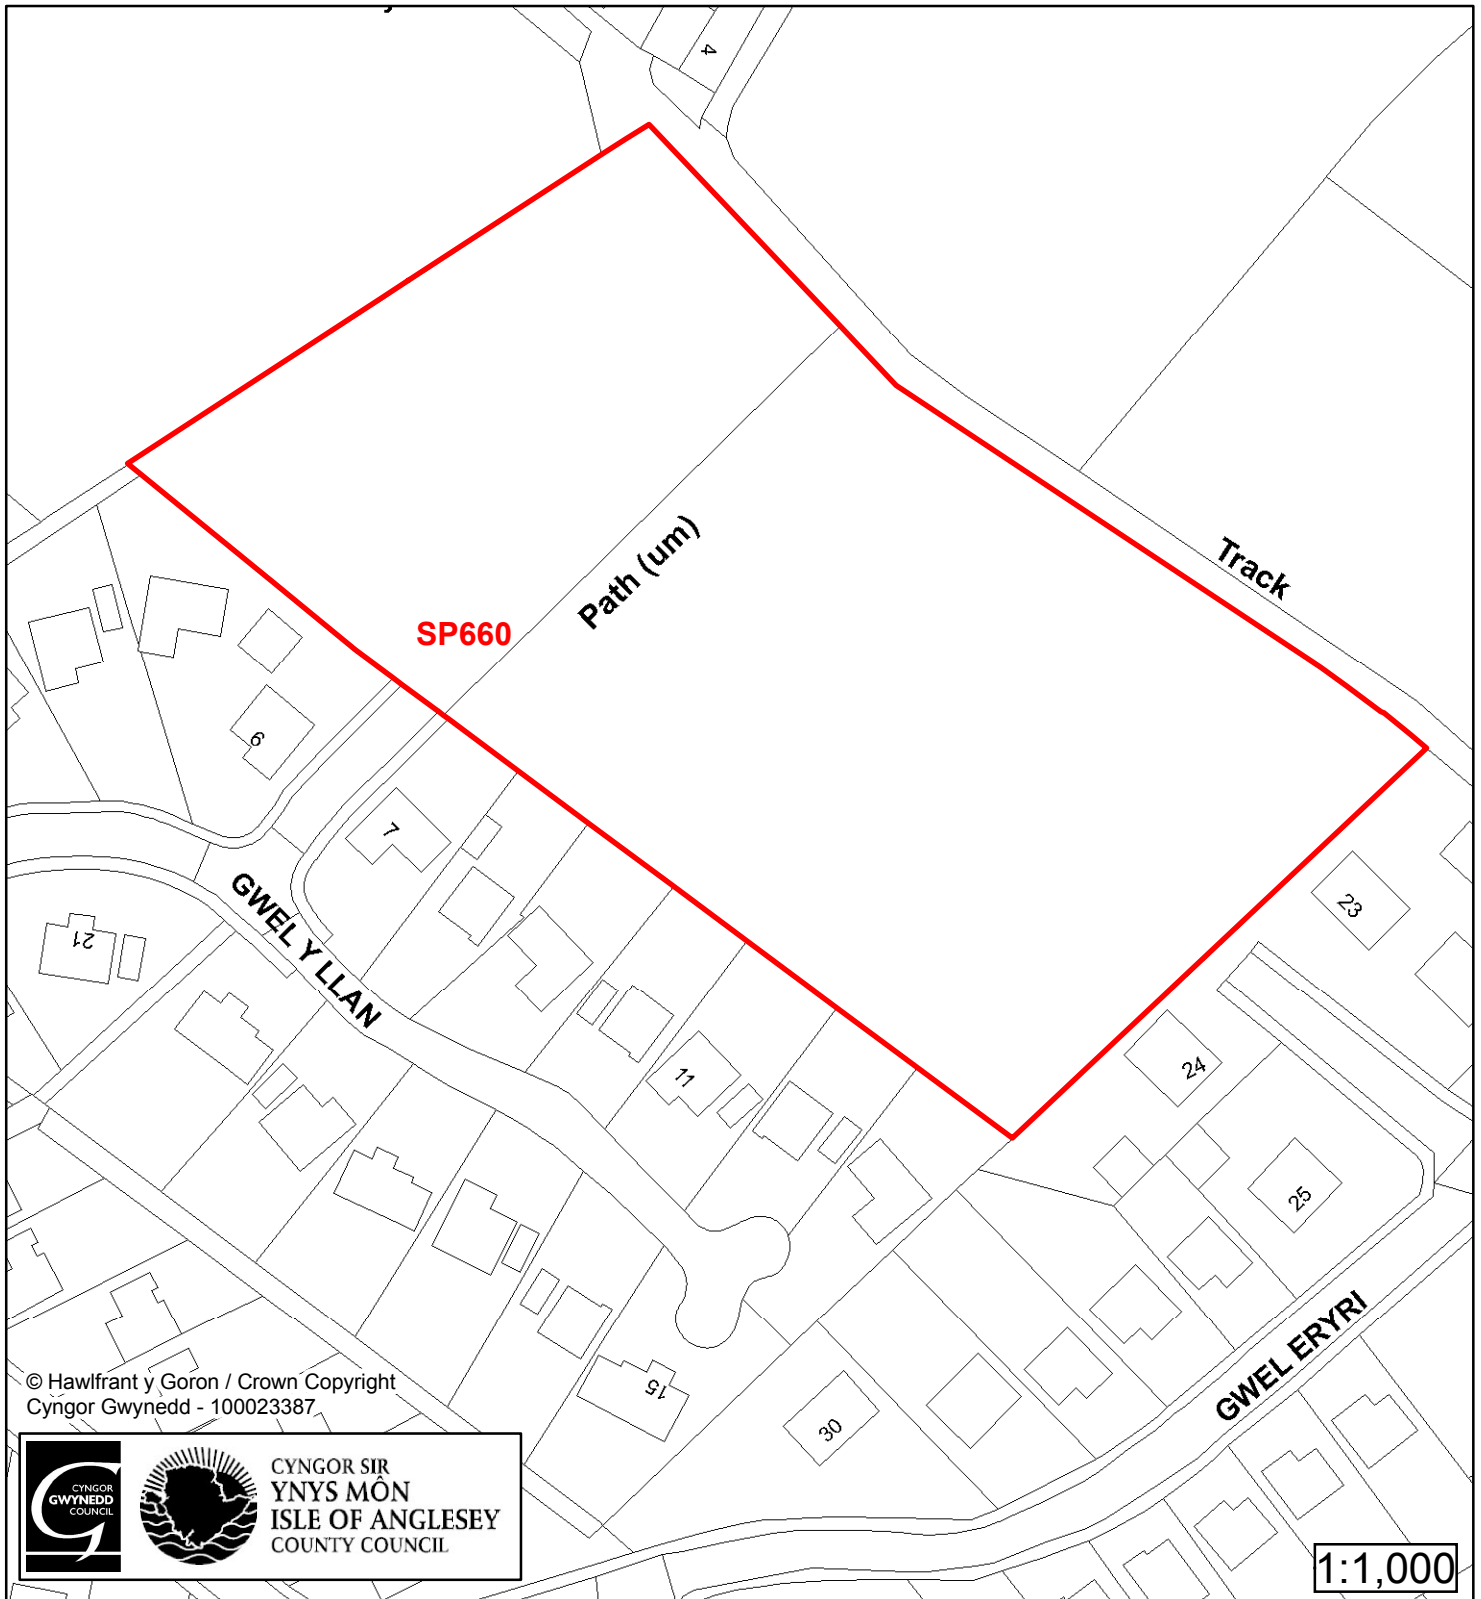 4
Track
Path (um)
SP660
6
7
23
GWEL Y LLAN
21
24
11
25
GWEL ERYRI
15
30
© Hawlfrant y Goron / Crown Copyright
Cyngor Gwynedd - 100023387
CYNGOR
GWYNEDD
COUNCIL
CYNGOR SIR
YNYS MÔN
ISLE OF ANGLESEY
COUNTY COUNCIL
1:1,000